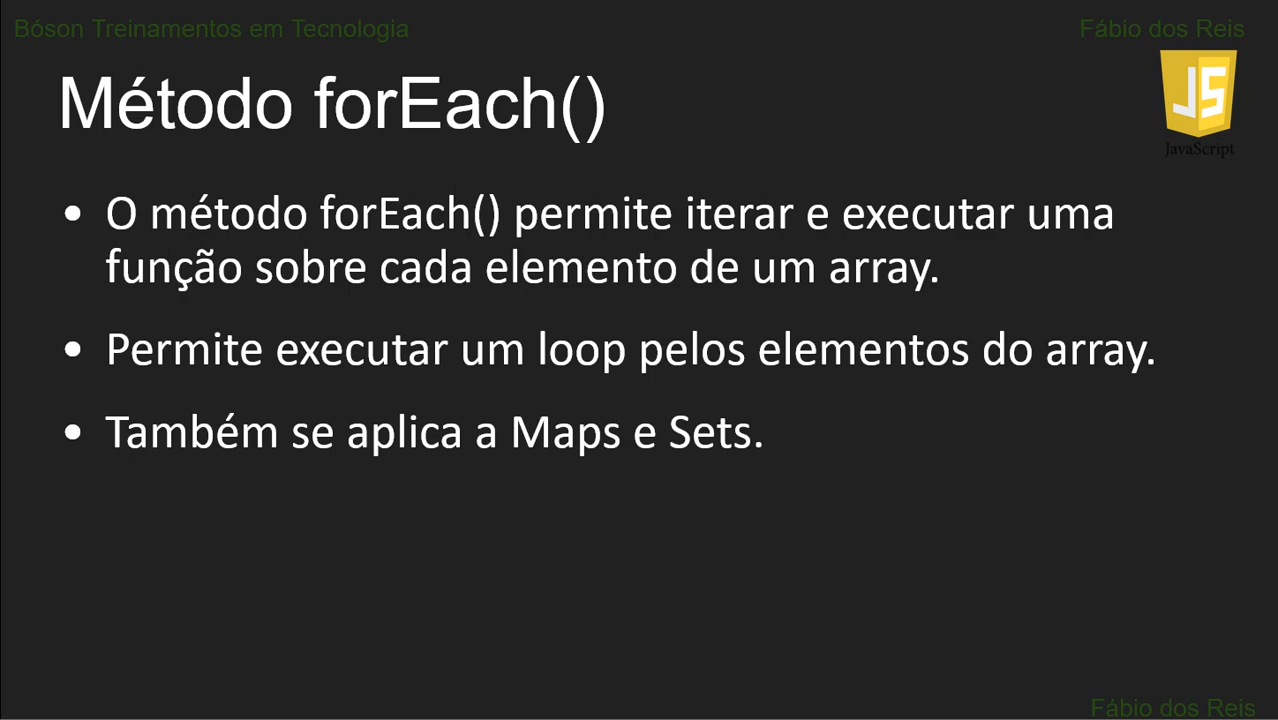 Bóson Treinamentos em Tecnologia
Fábio dos Reis
Método forEach()
JS
JavaScript
• O método forEach() permite iterar e executar uma
função sobre cada elemento de um array.
• Permite executar um loop pelos elementos do array.
• Também se aplica a Maps e Sets.
Fábio dos Reis